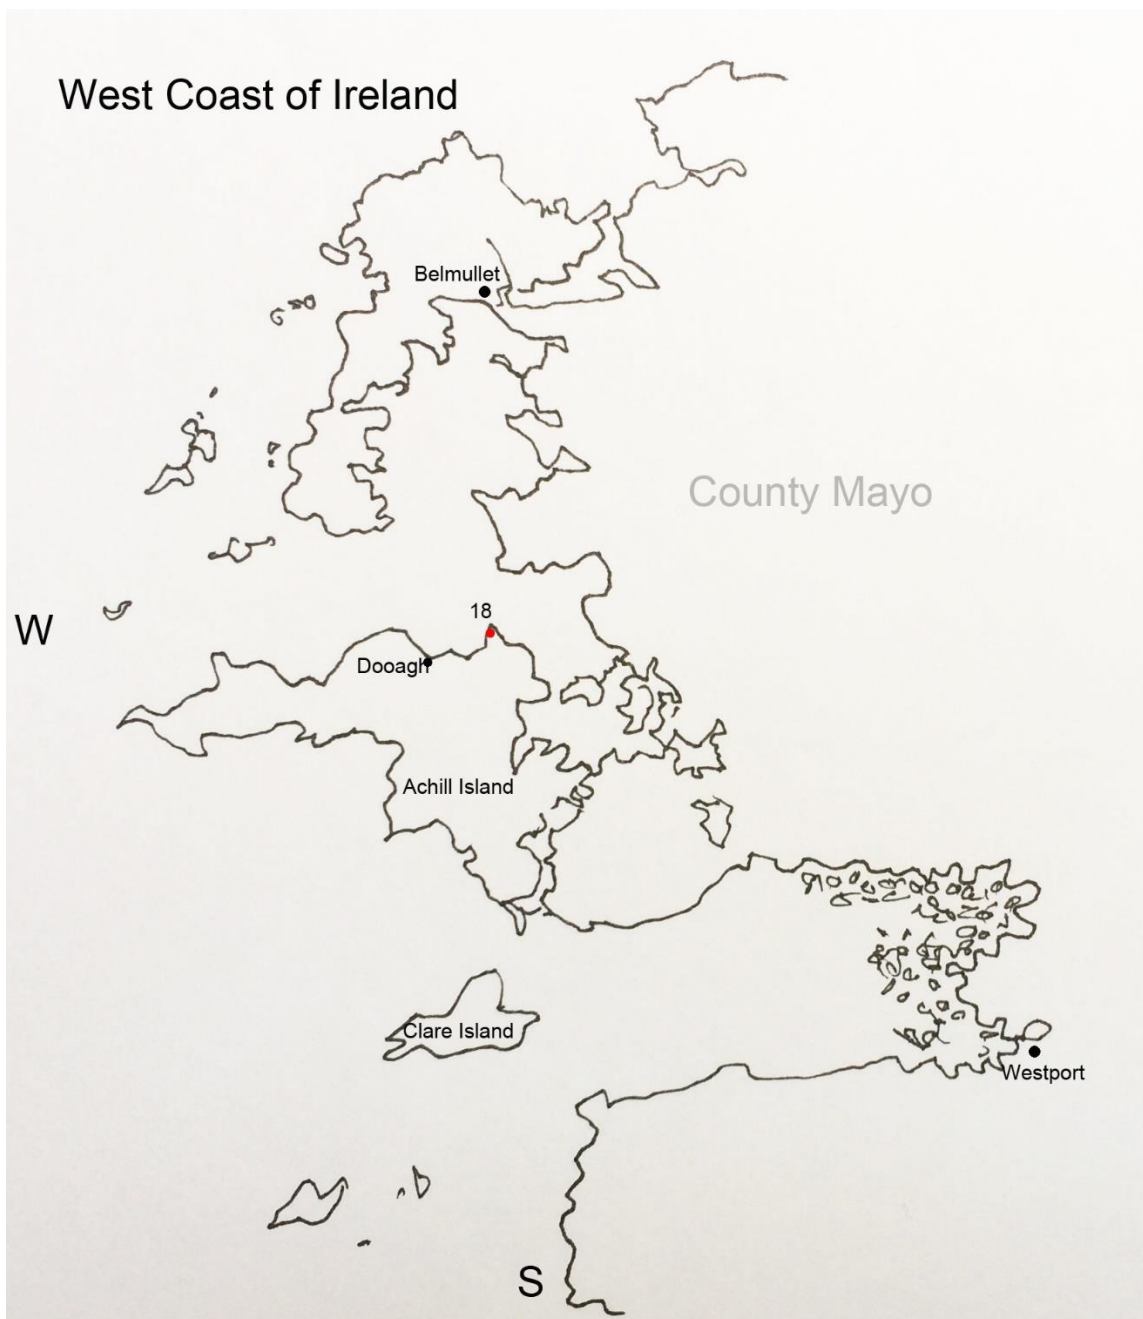 West Coast of Ireland
Belmullet
County Mayo
18
W
Dooagh
Achill Island
Clare Island
Westport
S